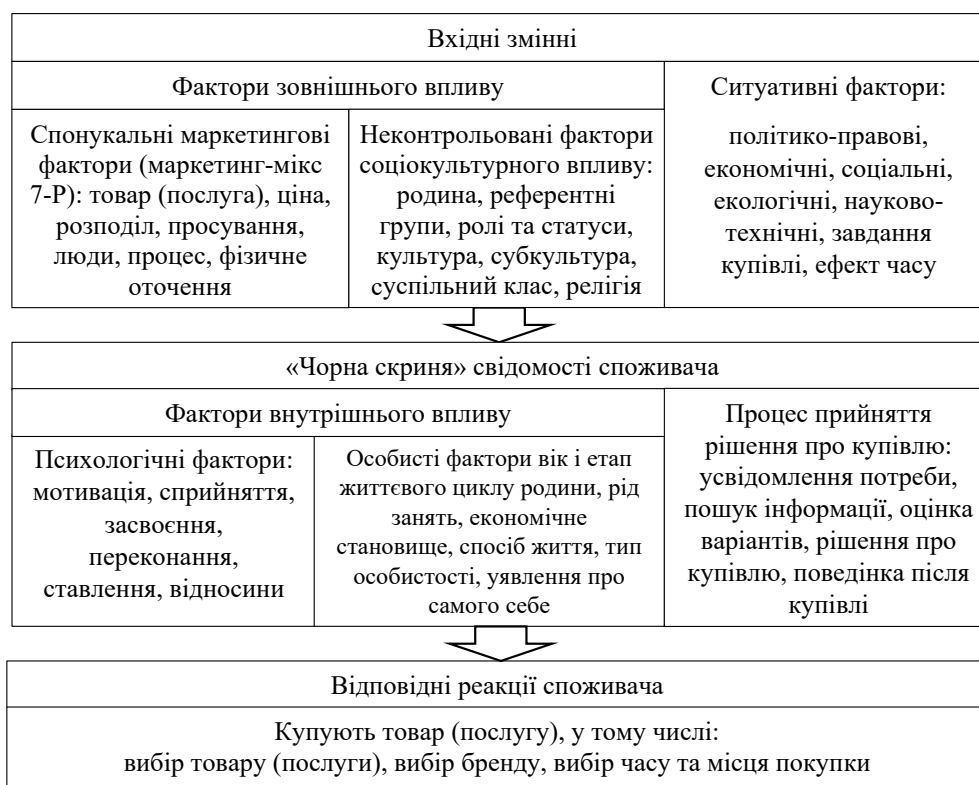 Вхідні змінні
Фактори зовнішнього впливу
Спонукальні маркетингові
фактори (маркетинг-мікс
7-P): товар (послуга), ціна,
розподіл, просування,
люди, процес, фізичне
оточення
Неконтрольовані фактори
соціокультурного впливу:
родина, референтні
групи, ролі та статуси,
культура, субкультура,
суспільний клас, релігія
Ситуативні фактори:
політико-правові,
економічні, соціальні,
екологічні, науково-
технічні, завдання
купівлі, ефект часу
«Чорна скриня» свідомості споживача
Фактори внутрішнього впливу
Психологічні фактори:
мотивація, сприйняття,
засвоєння,
переконання,
ставлення, відносини
Особисті фактори вік і етап
життєвого циклу родини, рід
занять, економічне
становище, спосіб життя, тип
особистості, уявлення про
самого себе
Процес прийняття
рішення про купівлю:
усвідомлення потреби,
пошук інформації, оцінка
варіантів, рішення про
купівлю, поведінка після
купівлі
Відповідні реакції споживача
Купують товар (послугу), у тому числі:
вибір товару (послуги), вибір бренду, вибір часу та місця покупки